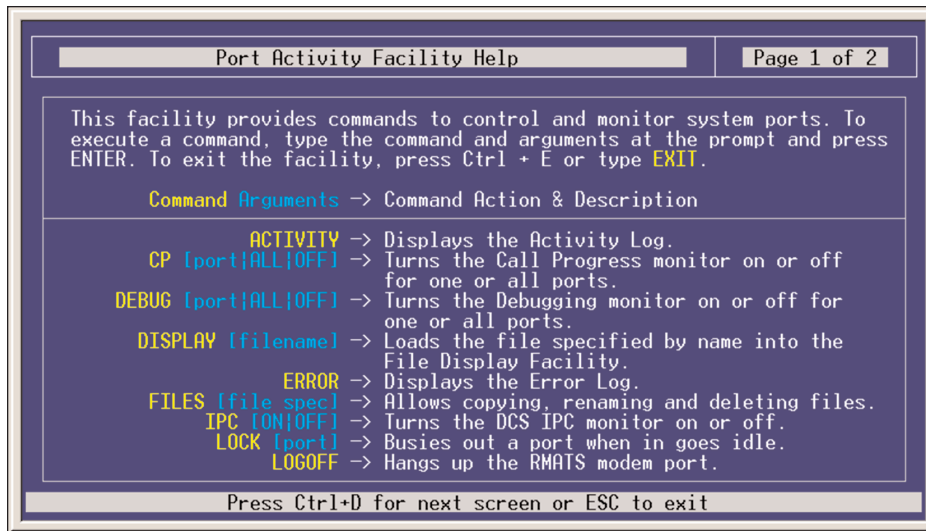 Port Activity Facility Help
Page 1 of 2
This facility provides commands to control and monitor system ports. To
execute a command, type the command and arguments at the prompt and press
ENTER. To exit the facility, press Ctrl + E or type EXIT.
Command Arguments -> Command Action & Description
ACTIVITY -> Displays the Activity Log.
CP [port¦ALL¦OFF] -> Turns the Call Progress monitor on or off
for one or all ports.
DEBUG [port¦ALL¦OFF] -> Turns the Debugging monitor on or off for
one or all ports.
DISPLAY [filename] -> Loads the file specified by name into the
File Display Facility.
ERROR -> Displays the Error Log.
FILES [file spec] -> Allows copying, renaming and deleting files.
IPC [ON¦OFF] -> Turns the DCS IPC monitor on or off.
LOCK [port] -> Busies out a port when in goes idle.
LOGOFF -> Hangs up the RMATS modem port.
Press Ctrl+D for next screen or ESC to exit